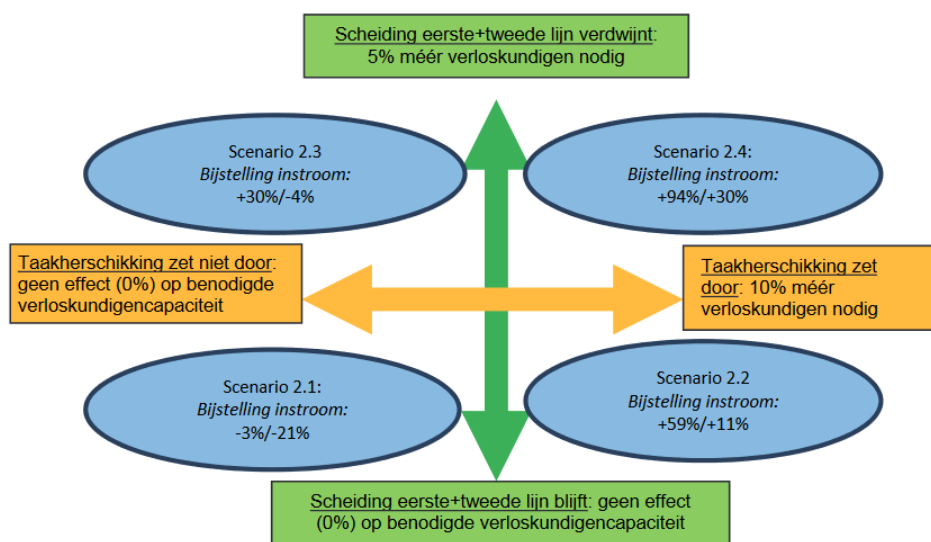 Scheiding eerste+tweede lijn verdwijnt:
5% méér verloskundigen nodig
Scenario 2.3
Bijstelling instroom:
+30%/-4%
Scenario 2.4:
Bijstelling instroom:
+94%/+30%
Taakherschikking zet niet door:
geen effect (0%) op benodigde
verloskundigencapaciteit
Taakherschikking zet
door: 10% méér
verloskundigen nodig
Scenario 2.1:
Bijstelling instroom:
-3%/-21%
Scenario 2.2
Bijstelling instroom:
+59%/+11%
Scheiding eerste+tweede lijn blijft: geen effect
(0%) op benodigde verloskundigencapaciteit